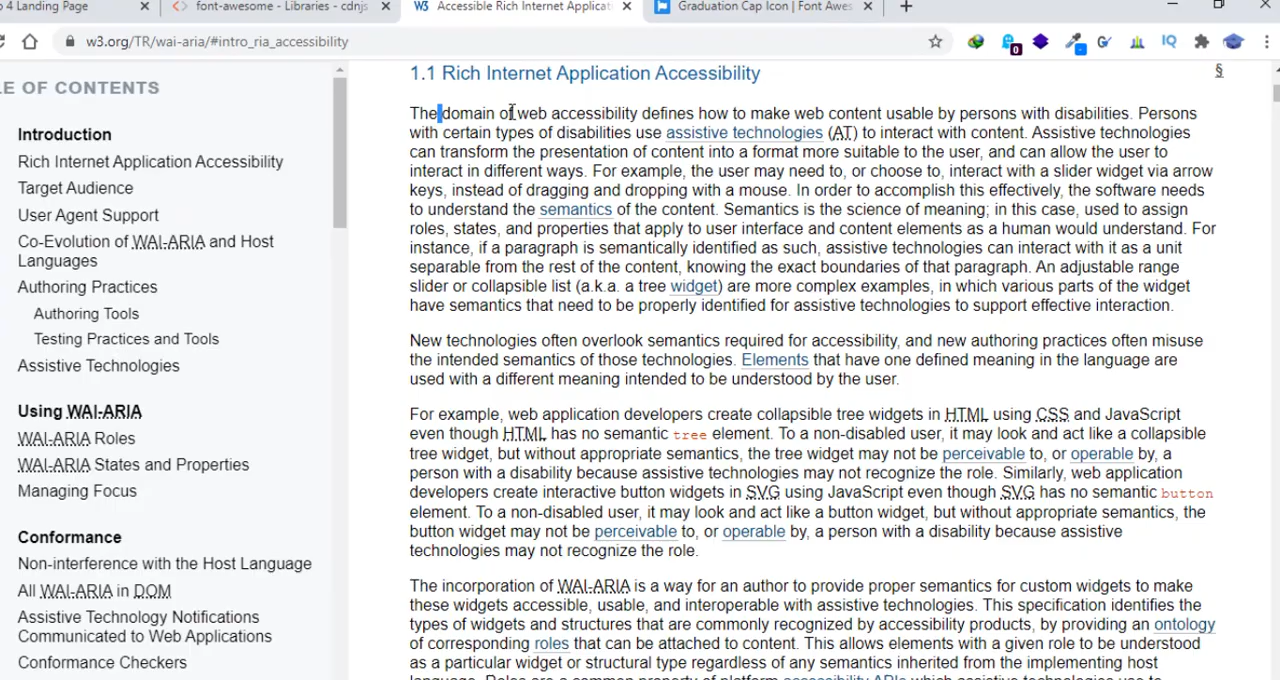 4 Landing Page
font-awesome - Libraries - cdnjs
W3 Accessible Rich Internet Applicat
Graduation Cap Icon | Font Awes
w3.org/TR/wai-aria/#intro_ria_accessibility
0
G
IQ
LE OF CONTENTS
Introduction
Rich Internet Application Accessibility
Target Audience
User Agent Support
Co-Evolution of WAI-ARIA and Host
Languages
Authoring Practices
Authoring Tools
Testing Practices and Tools
Assistive Technologies
Using WAI-ARIA
WAI-ARIA Roles
WAI-ARIA States and Properties
Managing Focus
Conformance
Non-interference with the Host Language
All WAI-ARIA in DOM
Assistive Technology Notifications
Communicated to Web Applications
Conformance Checkers
1.1 Rich Internet Application Accessibility
§
The domain of web accessibility defines how to make web content usable by persons with disabilities. Persons
with certain types of disabilities use assistive technologies (AT) to interact with content. Assistive technologies
can transform the presentation of content into a format more suitable to the user, and can allow the user to
interact in different ways. For example, the user may need to, or choose to, interact with a slider widget via arrow
keys, instead of dragging and dropping with a mouse. In order to accomplish this effectively, the software needs
to understand the semantics of the content. Semantics is the science of meaning; in this case, used to assign
roles, states, and properties that apply to user interface and content elements as a human would understand. For
instance, if a paragraph is semantically identified as such, assistive technologies can interact with it as a unit
separable from the rest of the content, knowing the exact boundaries of that paragraph. An adjustable range
slider or collapsible list (a.k.a. a tree widget) are more complex examples, in which various parts of the widget
have semantics that need to be properly identified for assistive technologies to support effective interaction.
New technologies often overlook semantics required for accessibility, and new authoring practices often misuse
the intended semantics of those technologies. Elements that have one defined meaning in the language are
used with a different meaning intended to be understood by the user.
For example, web application developers create collapsible tree widgets in HTML using CSS and JavaScript
even though HTML has no semantic tree element. To a non-disabled user, it may look and act like a collapsible
tree widget, but without appropriate semantics, the tree widget may not be perceivable to, or operable by, a
person with a disability because assistive technologies may not recognize the role. Similarly, web application
developers create interactive button widgets in SVG using JavaScript even though SVG has no semantic button
element. To a non-disabled user, it may look and act like a button widget, but without appropriate semantics, the
button widget may not be perceivable to, or operable by, a person with a disability because assistive
technologies may not recognize the role.
The incorporation of WAI-ARIA is a way for an author to provide proper semantics for custom widgets to make
these widgets accessible, usable, and interoperable with assistive technologies. This specification identifies the
types of widgets and structures that are commonly recognized by accessibility products, by providing an ontology
of corresponding roles that can be attached to content. This allows elements with a given role to be understood
as a particular widget or structural type regardless of any semantics inherited from the implementing host
language. Roles are a common property of platform accessibility APIs which assistive technologies use to